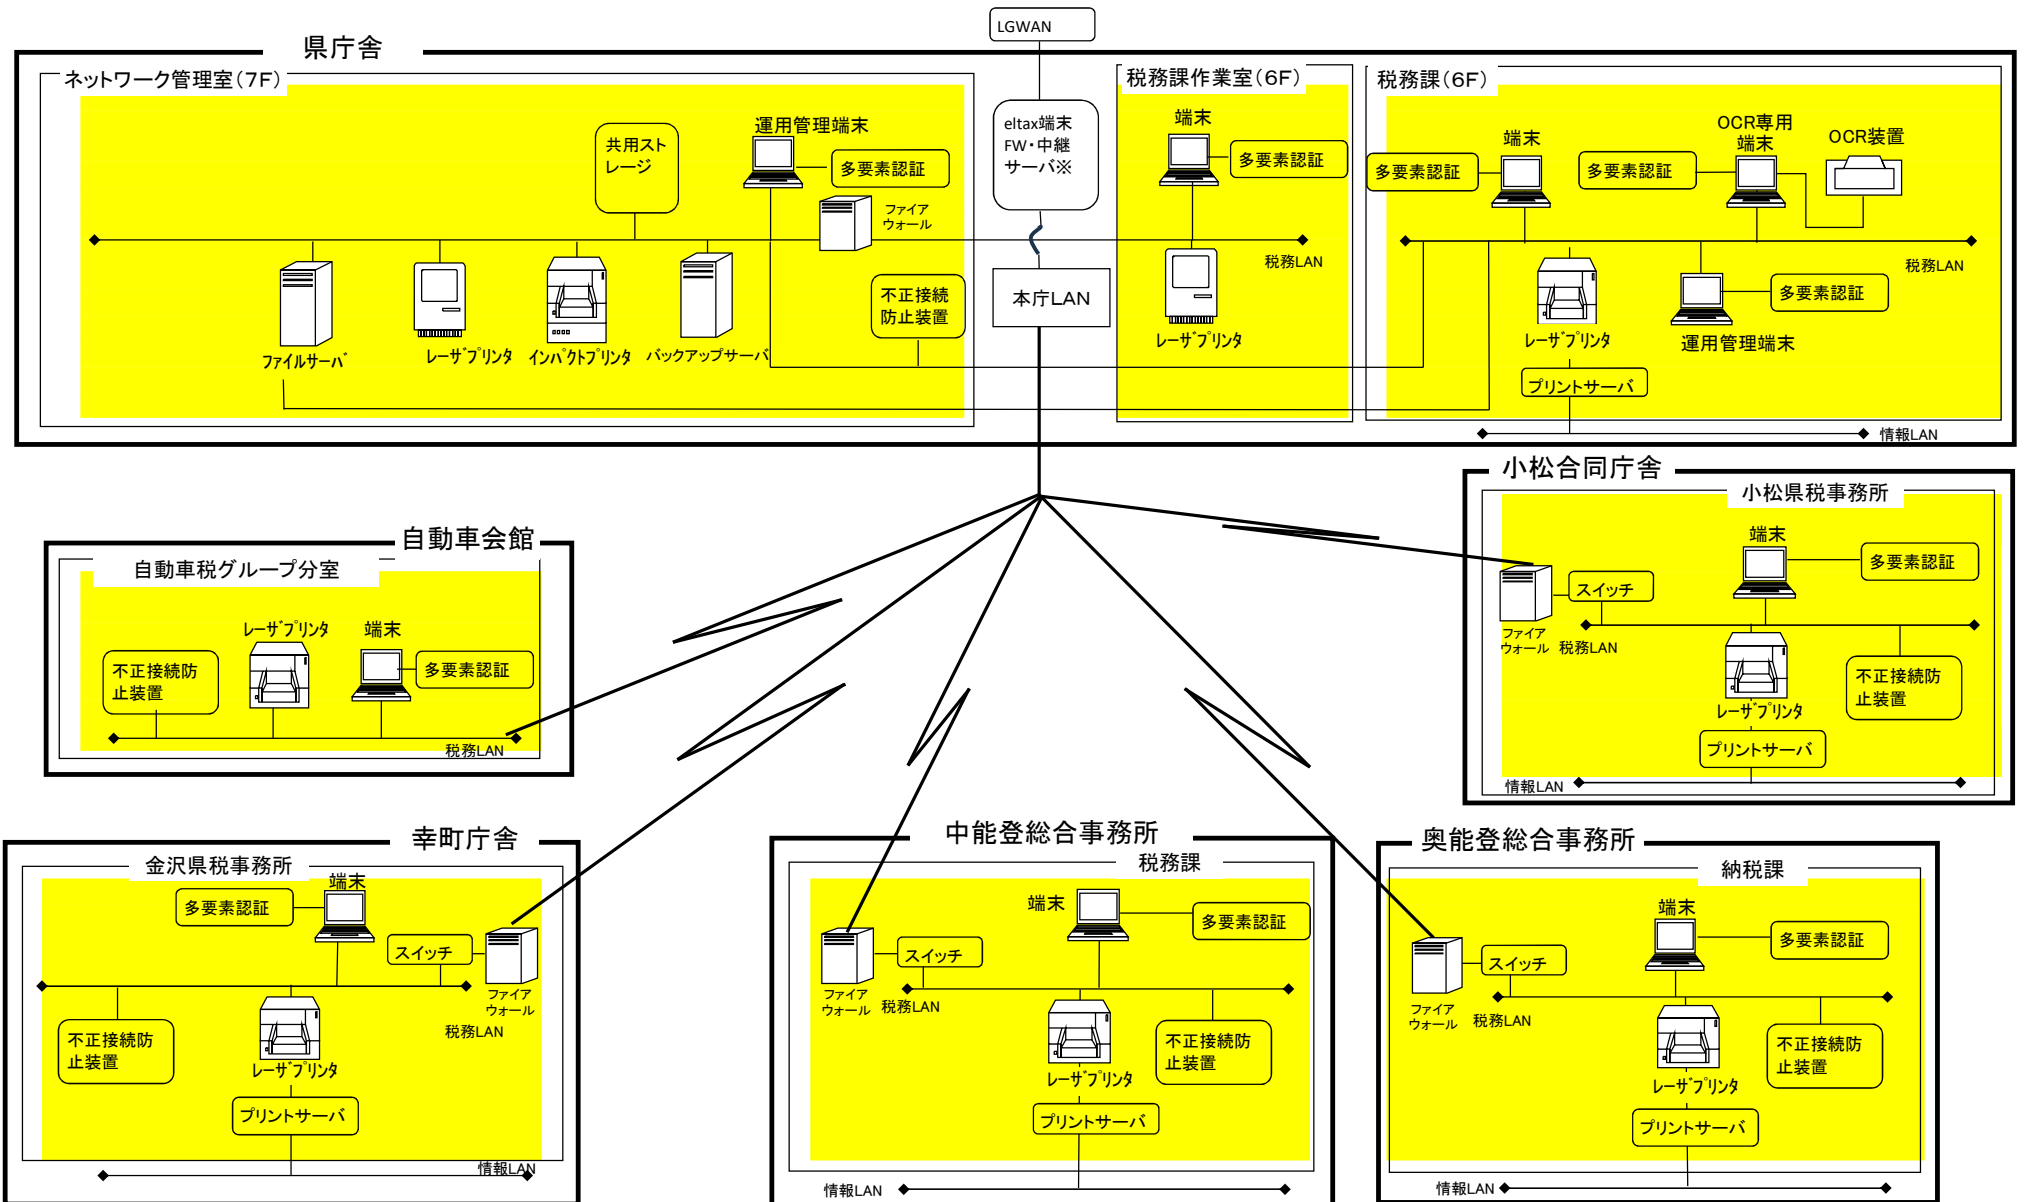 LGWAN
県庁舎
ネットワーク管理室(7F)
共用スト
レージ
運用管理端末
多要素認証
ファイア
ウォール
ファイルサーバ
レーザプリンタ
インパクトプリンタ
バックアップサーバ
不正接続
防止装置
eltax端末
FW・中継
サーバ※
本庁LAN
税務課作業室(6F)
端末
多要素認証
税務LAN
レーザプリンタ
税務課(6F)
多要素認証
端末
多要素認証
OCR専用
端末
OCR装置
税務LAN
レーザプリンタ
多要素認証
運用管理端末
プリントサーバ
情報LAN
自動車会館
自動車税グループ分室
レーザプリンタ
端末
不正接続防
止装置
多要素認証
税務LAN
小松合同庁舎
小松県税事務所
端末
多要素認証
スイッチ
ファイア
ウォール
税務LAN
レーザプリンタ
不正接続防
止装置
プリントサーバ
情報LAN
幸町庁舎
金沢県税事務所
端末
多要素認証
スイッチ
ファイア
ウォール
税務LAN
不正接続防
止装置
レーザプリンタ
プリントサーバ
情報LAN
中能登総合事務所
税務課
端末
多要素認証
スイッチ
ファイア
ウォール
税務LAN
レーザプリンタ
不正接続防
止装置
プリントサーバ
情報LAN
奥能登総合事務所
納税課
端末
多要素認証
スイッチ
ファイア
ウォール
税務LAN
レーザプリンタ
不正接続防
止装置
プリントサーバ
情報LAN